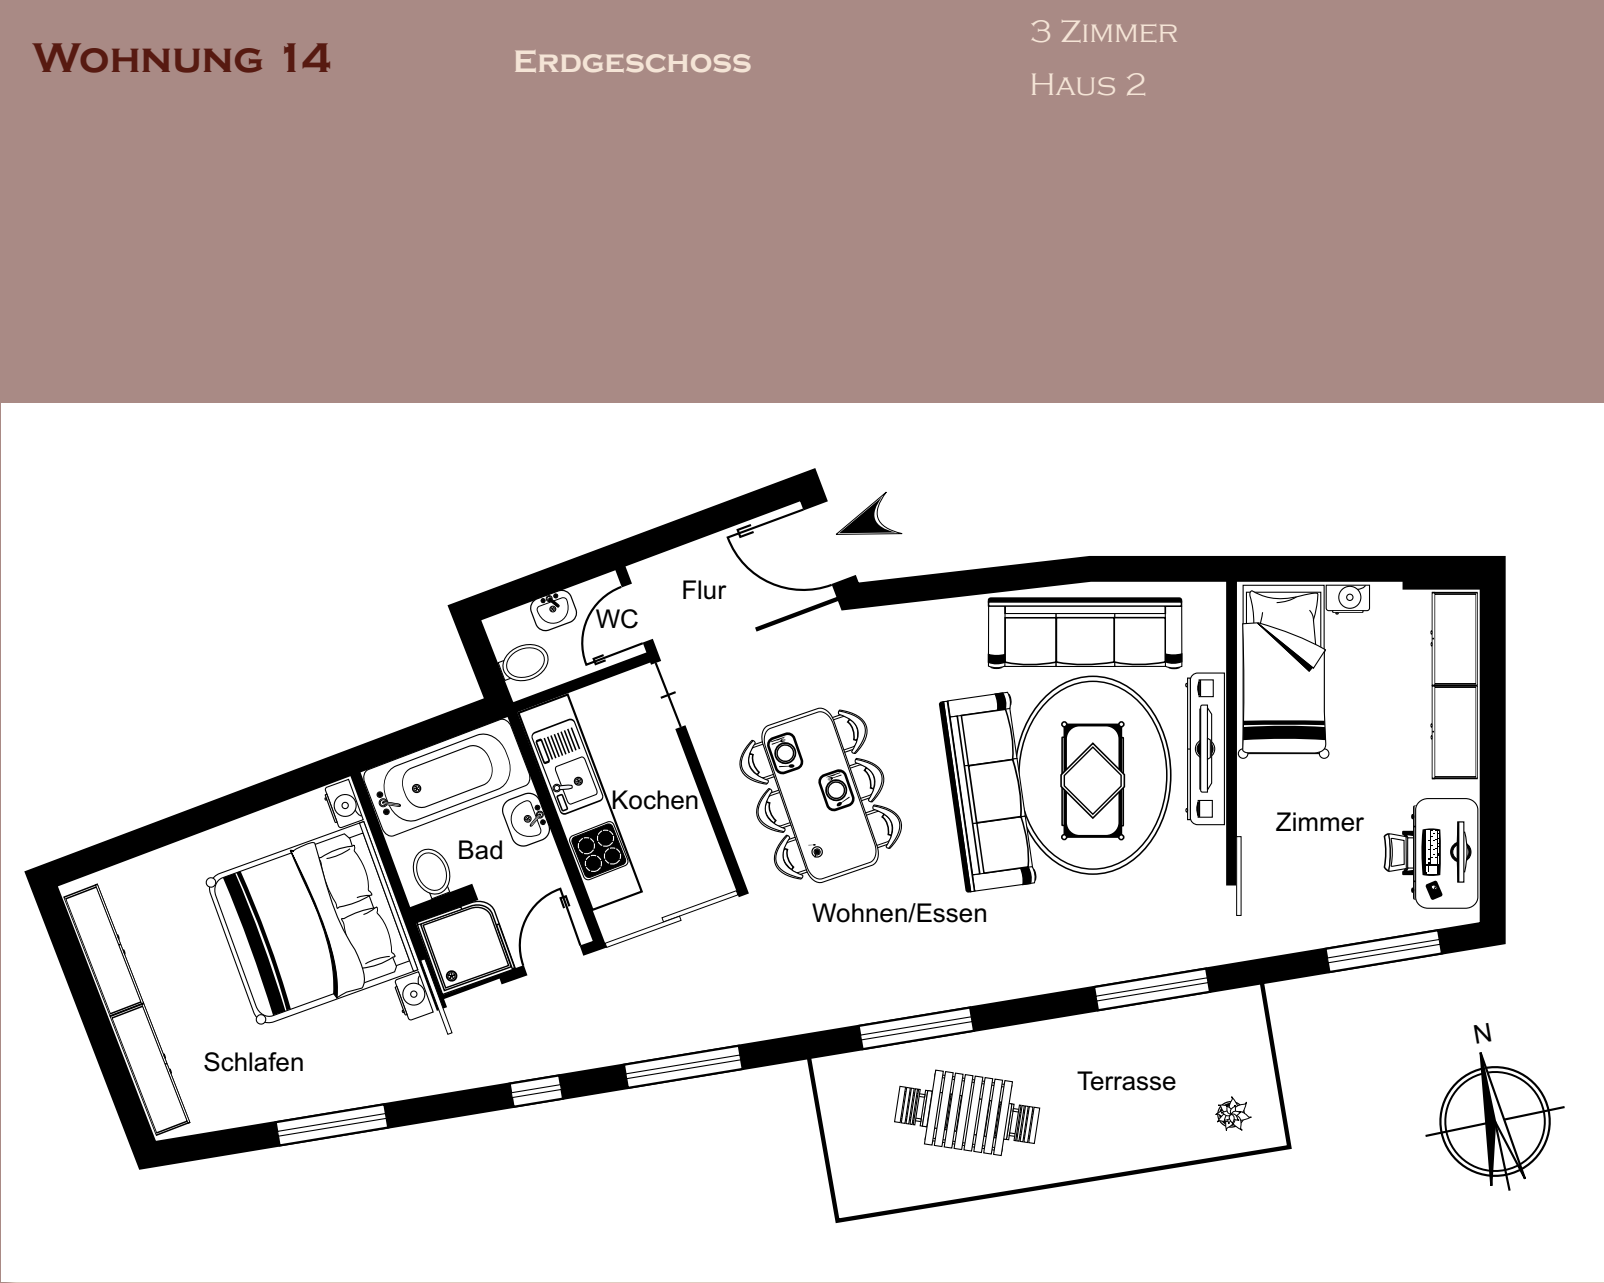 WOHNUNG 14
ERDGESCHOSS
3 ZIMMER
HAUS 2
Flur
WC
Kochen
Bad
Zimmer
Wohnen/Essen
Schlafen
Terrasse
N